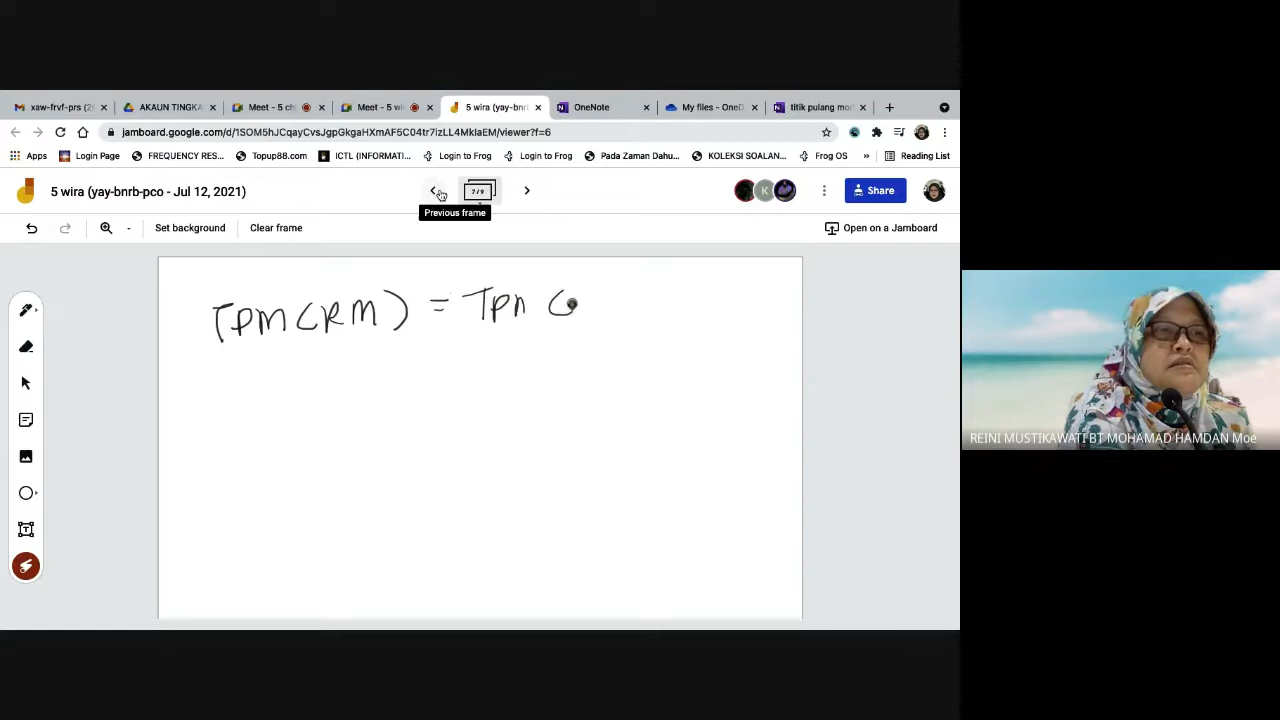 xaw-frvf-prs (2
AKAUN TINGKA
Meet - 5 ch
Meet - 5 wi
5 wira (yay-bnr
OneNote
My files - OneD
titik pulang mo
jamboard.google.com/d/1SOM5hJCqayCvsJgpGkgaHXmAF5C04tr7izLL4MklaEM/viewer?f=6
Apps
Login Page
FREQUENCY RES...
Topup88.com
ICTL (INFORMATI...
Login to Frog
Login to Frog
Pada Zaman Dahu...
KOLEKSI SOALAN...
Frog OS
»
Reading List
5 wira (yay-bnrb-pco - Jul 12, 2021)
7/9
K
Share
Previous frame
Set background
Clear frame
Open on a Jamboard
TPM (RM) = Tpn (
REINI MUSTIKAWATI BT MOHAMAD HAMDAN Moe